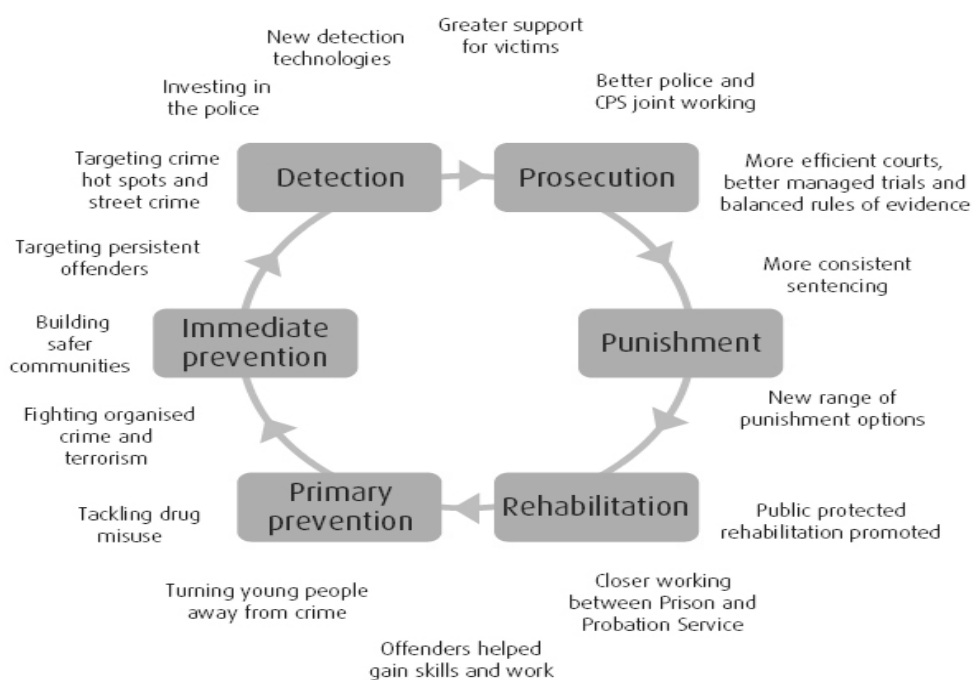 New detection
technologies
Greater support
for victims
Investing in
the police
Better police and
CPS joint working
Targeting crime
hot spots and
street crime
Detection
Prosecution
More efficient courts,
better managed trials and
balanced rules of evidence
Targeting persistent
offenders
More consistent
sentencing
Building
safer
communities
Immediate
prevention
Punishment
Fighting organised
crime and
terrorism
New range of
punishment options
Tackling drug
misuse
Primary
prevention
Rehabilitation
Public protected
rehabilitation promoted
Turning young people
away from crime
Closer working
between Prison and
Probation Service
Offenders helped
gain skills and work